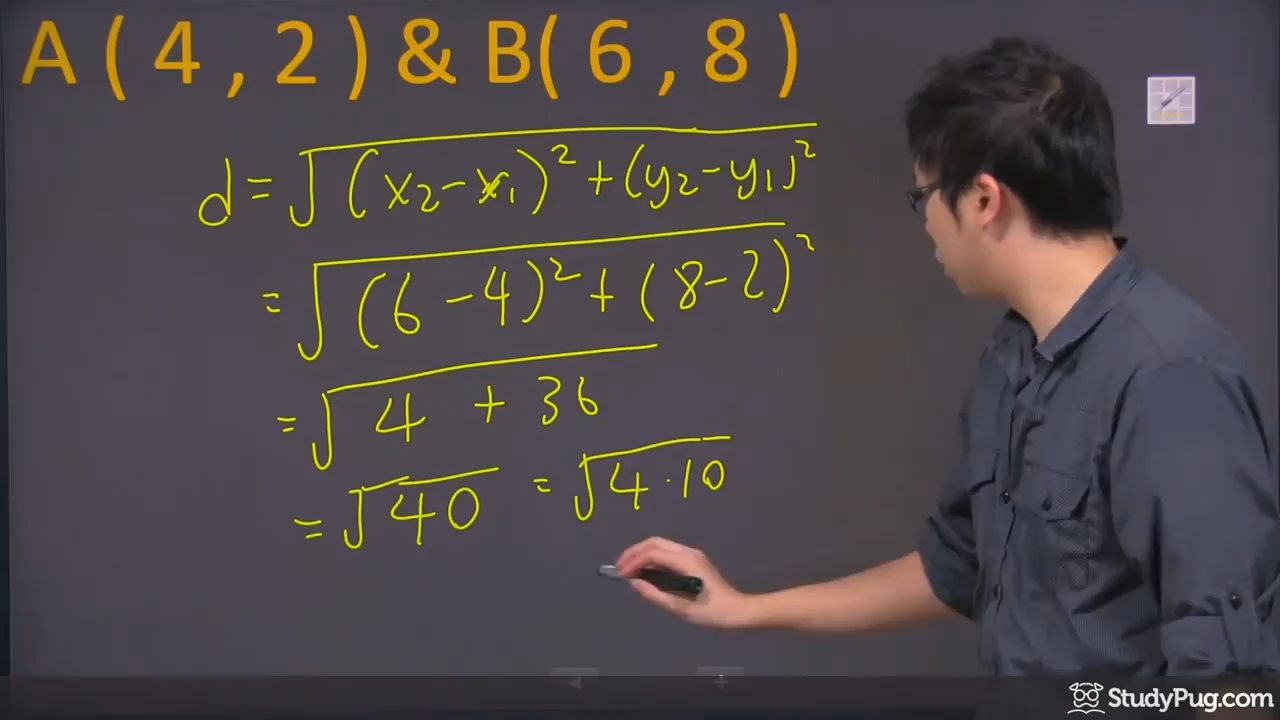 A ( 4 , 2 ) & B( 6 , 8 )
d = √(x₂ - x₁)² + (y₂ - y₁)²
= √(6 - 4)² + (8 - 2)²
= √4 + 36
= √40 = √4 · 10
StudyPug.com